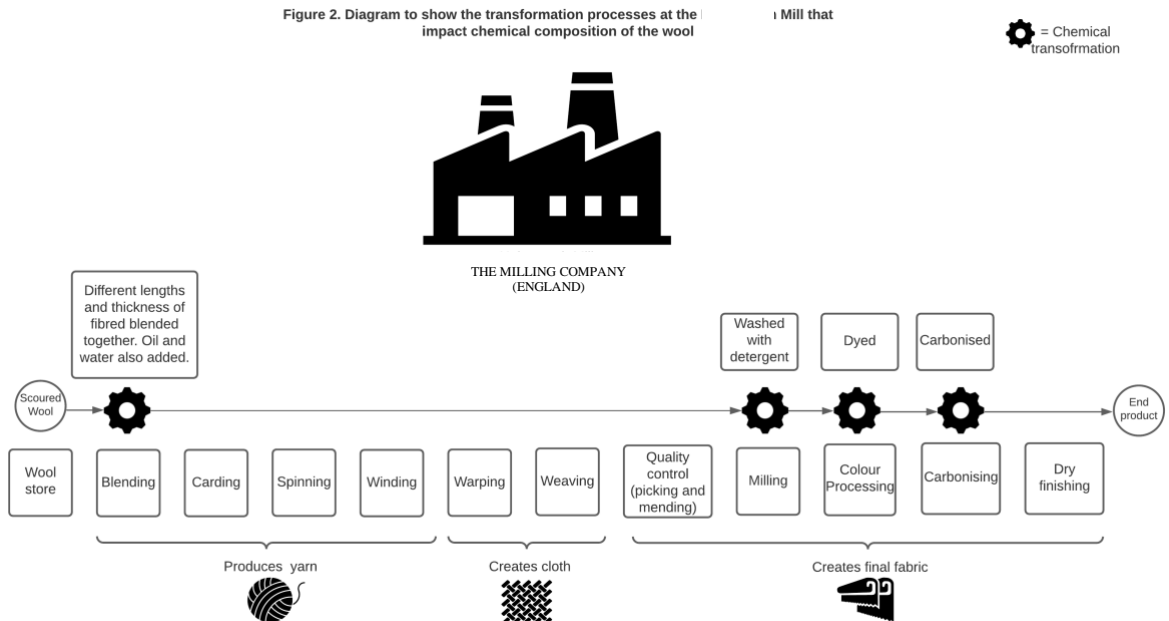 Figure 2. Diagram to show the transformation processes at the Mill that
impact chemical composition of the wool
= Chemical
transofrmation
THE MILLING COMPANY
(ENGLAND)
Different lengths
and thickness of
fibred blended
together. Oil and
water also added.
Washed
with
detergent
Dyed
Carbonised
Scoured
Wool
End
product
Wool
store
Blending
Carding
Spinning
Winding
Warping
Weaving
Quality
control
(picking and
mending)
Milling
Colour
Processing
Carbonising
Dry
finishing
Produces yarn
Creates cloth
Creates final fabric